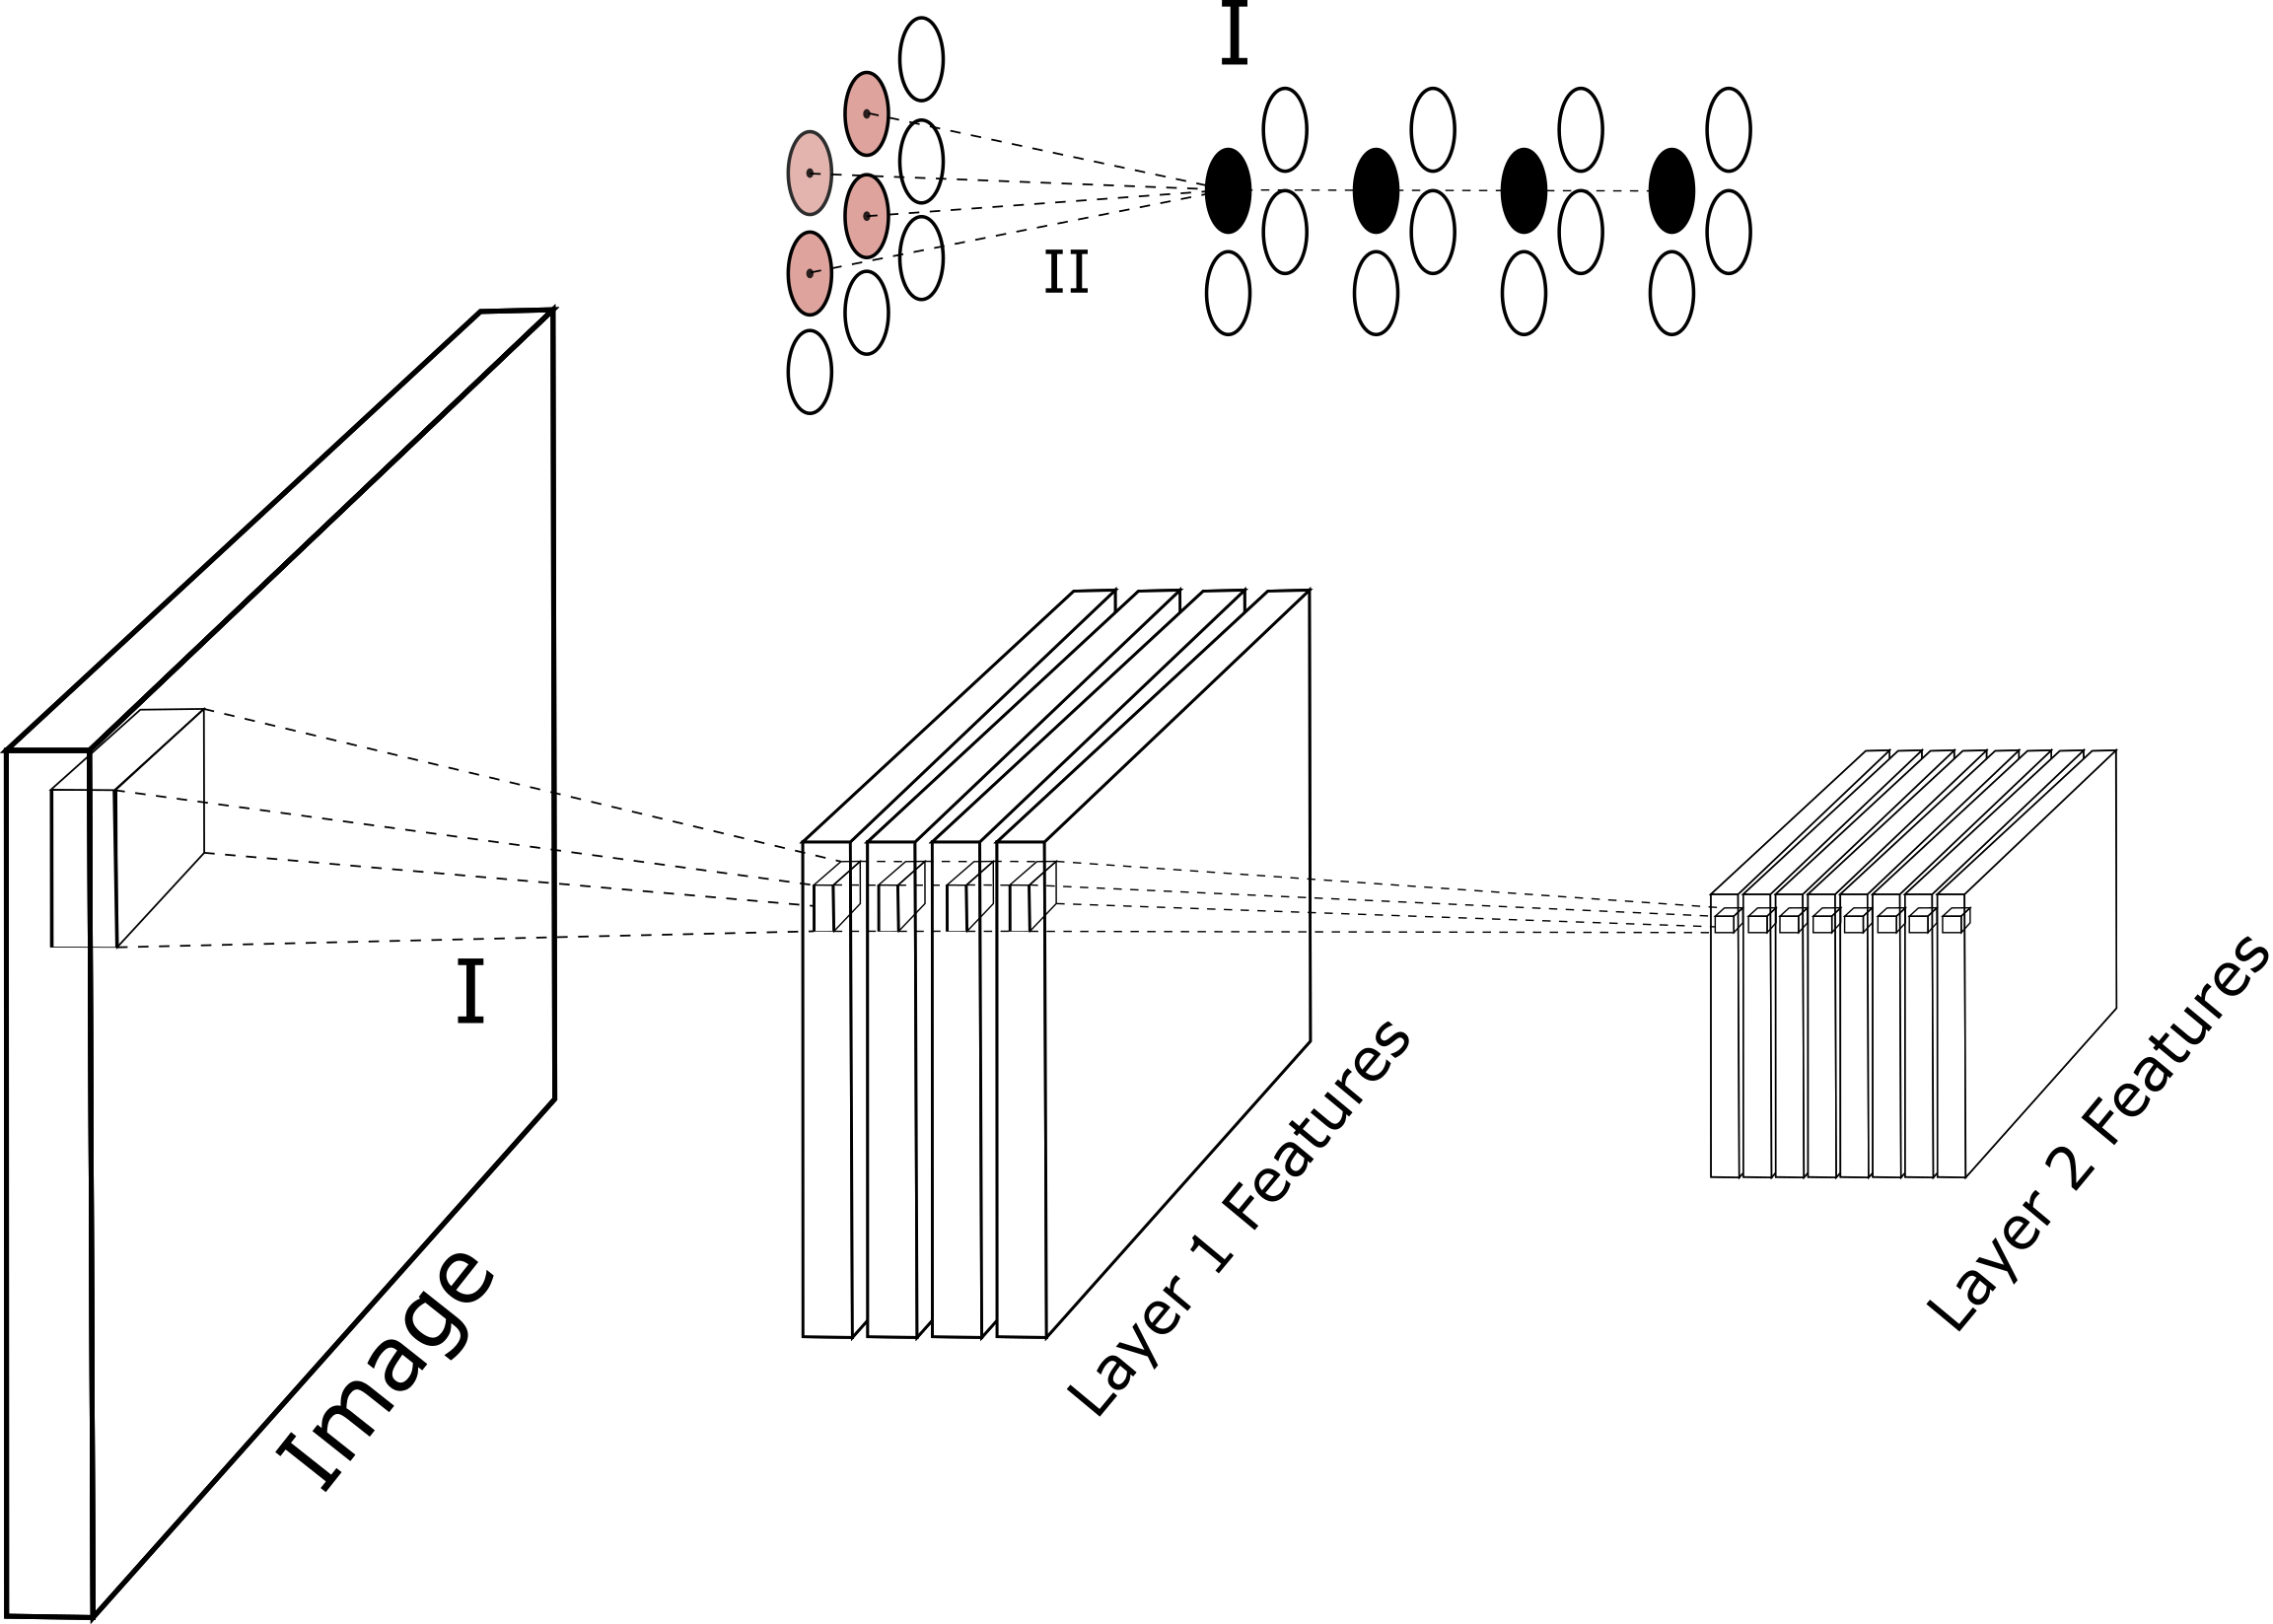 I
II
I
Image
Layer 1 Features
Layer 2 Features